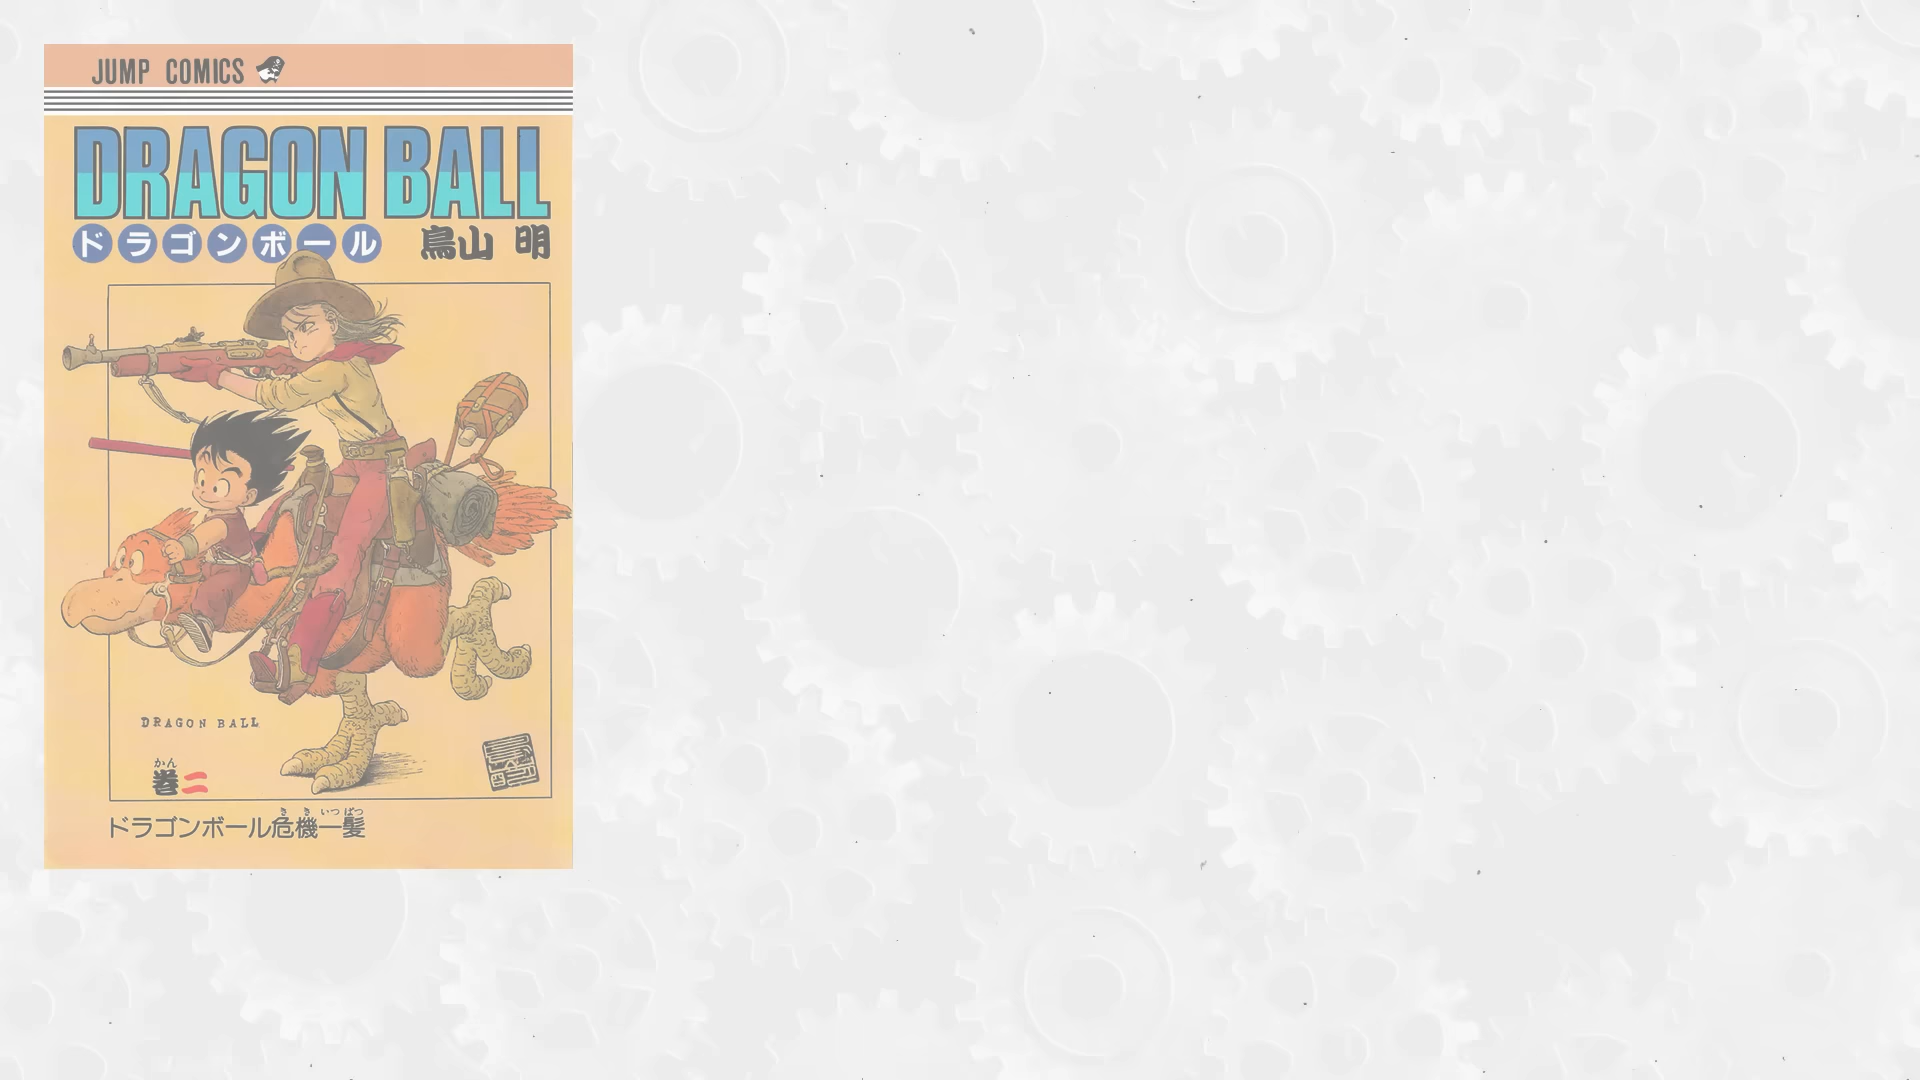 JUMP COMICS
DRAGON BALL
ドラゴンボール
鳥山 明
DRAGON BALL
かん
巻二
き き いっ ぱつ
ドラゴンボール危機一髪